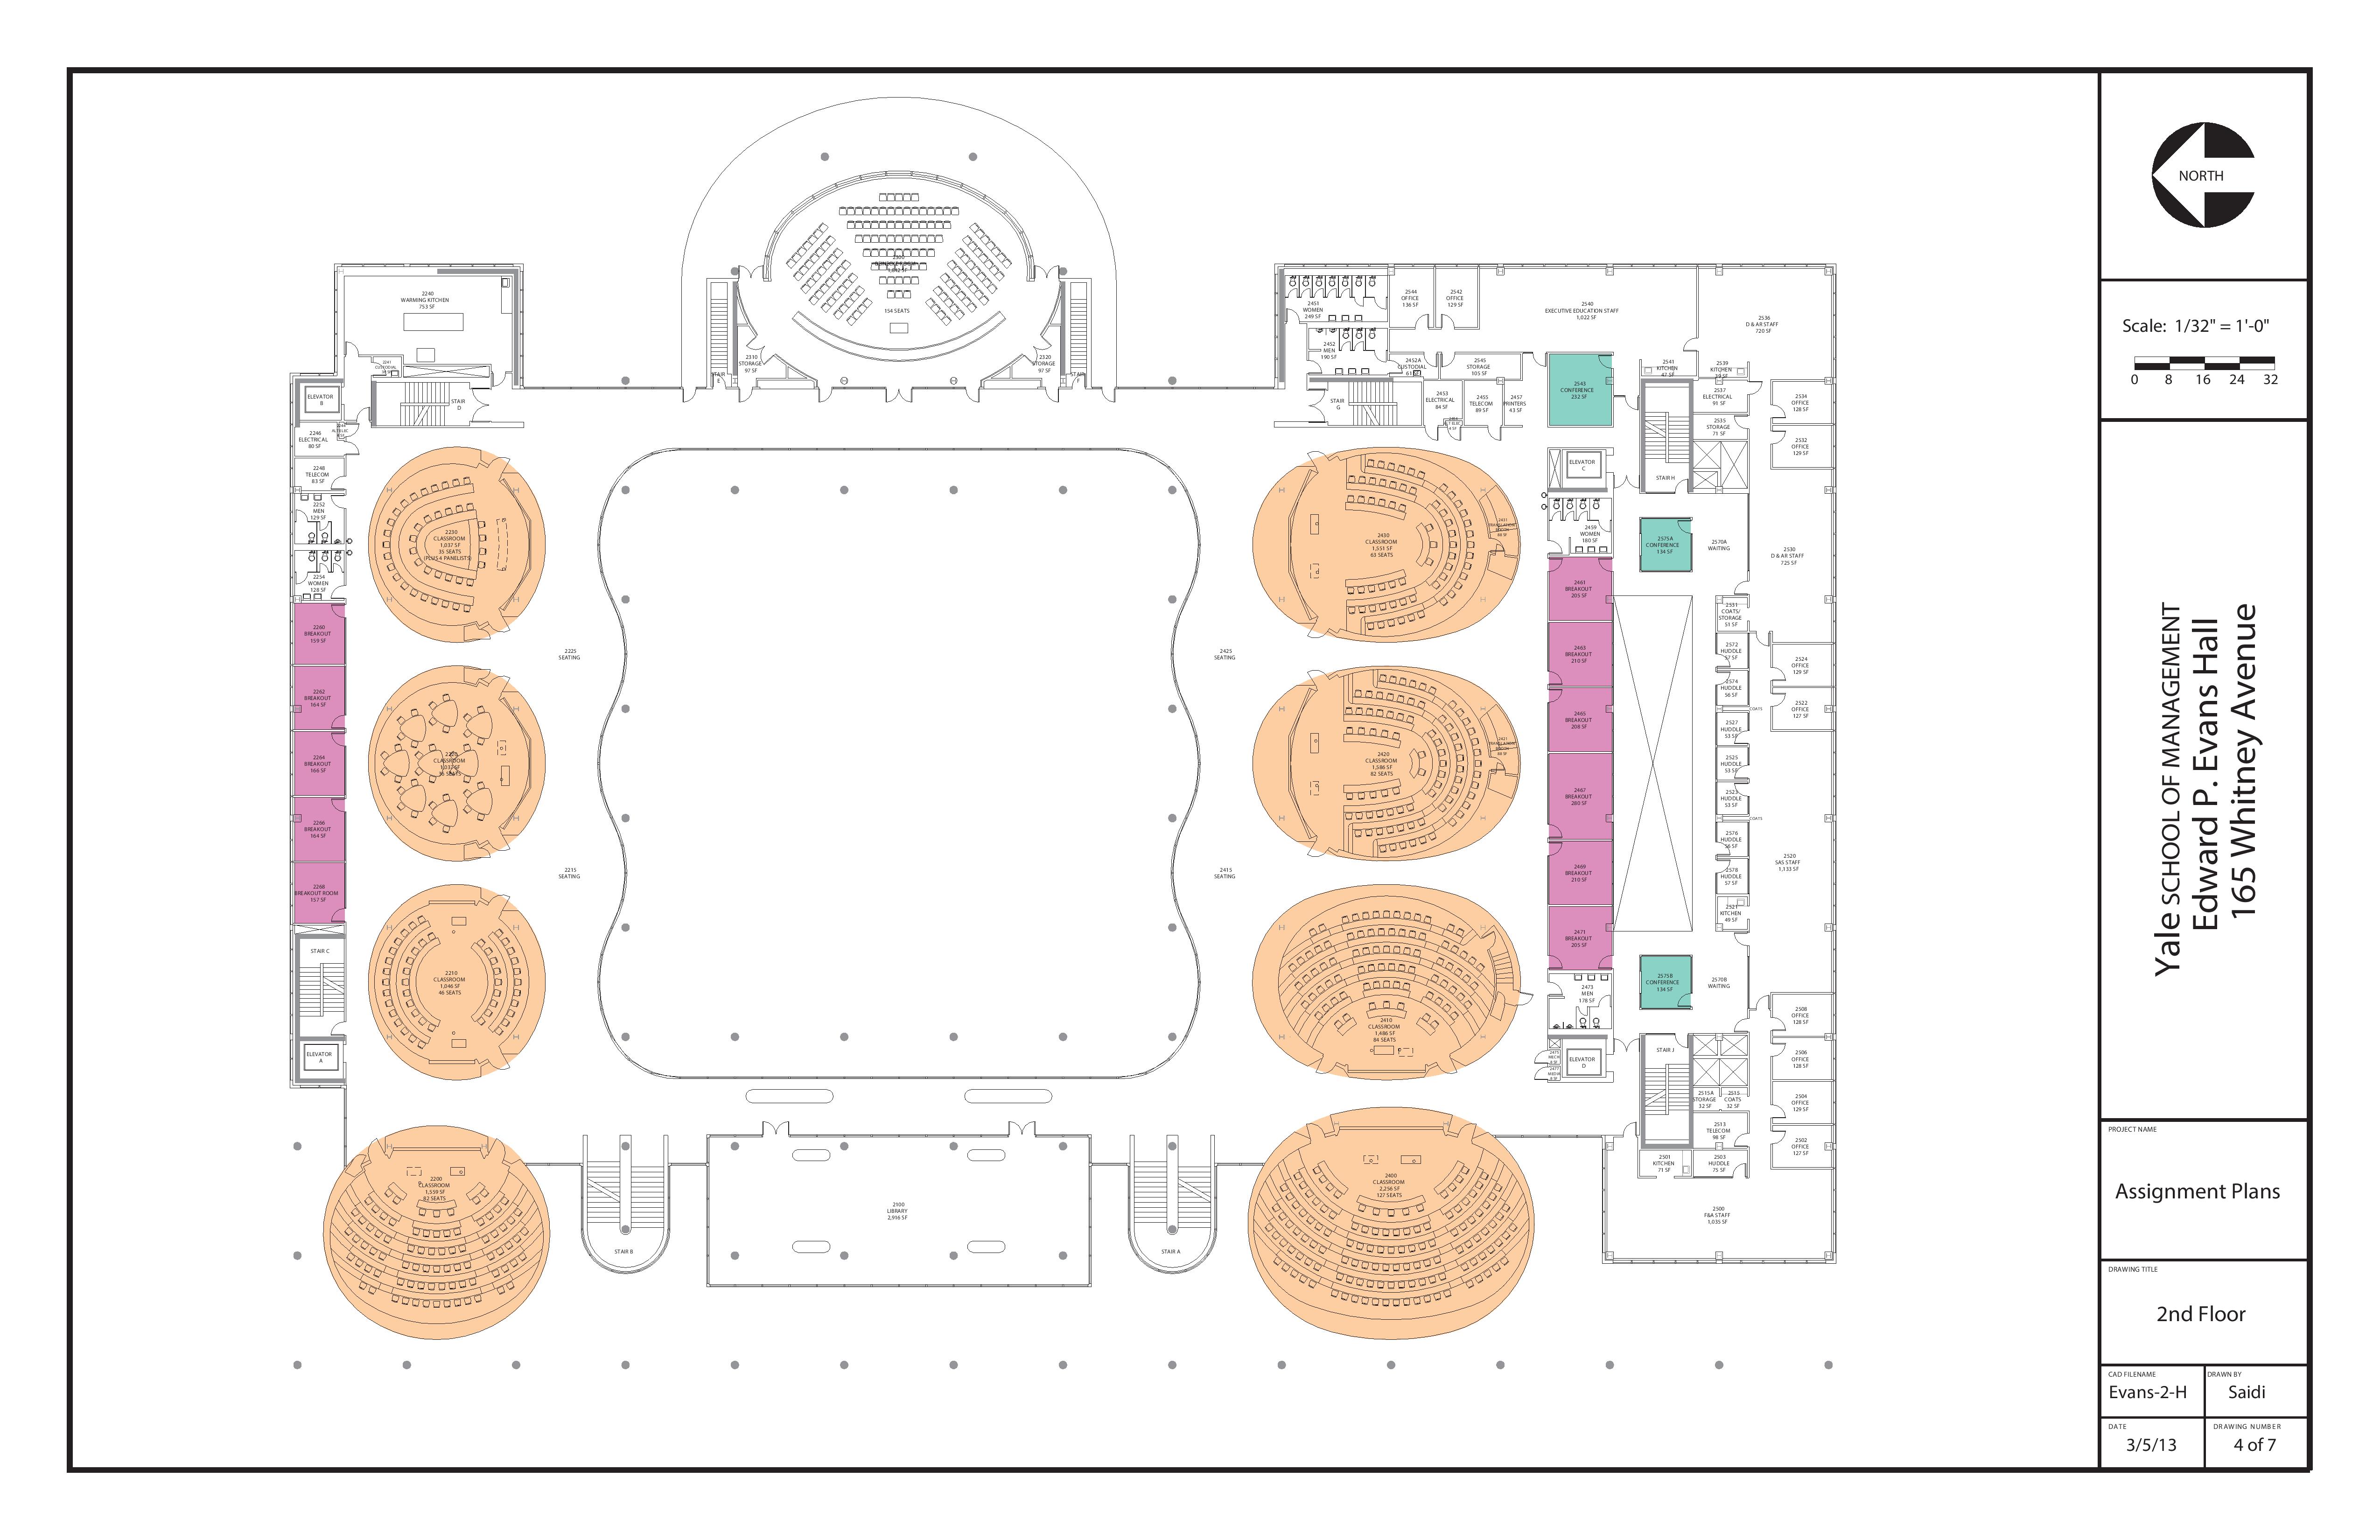 2240
WARMING KITCHEN
753 SF
2241
CUSTODIAL
ELEVATOR
B
STAIR
D
2246
ELECTRICAL
80 SF
2248
TELECOM
83 SF
2252
MEN
129 SF
2254
WOMEN
128 SF
2260
BREAKOUT
159 SF
2262
BREAKOUT
164 SF
2264
BREAKOUT
166 SF
2266
BREAKOUT
164 SF
2268
BREAKOUT ROOM
157 SF
STAIR C
ELEVATOR
A
2230
CLASSROOM
1,037 SF
35 SEATS
(PLUS 4 PANELISTS)
CLASSROOM
2210
CLASSROOM
1,046 SF
46 SEATS
2200
CLASSROOM
1,559 SF
82 SEATS
2225
SEATING
2215
SEATING
154 SEATS
2310
STORAGE
97 SF
STAIR
E
2320
STORAGE
97 SF
STAIR
F
2425
SEATING
2415
SEATING
STAIR B
2100
LIBRARY
2,916 SF
STAIR A
2451
WOMEN
249 SF
2452
MEN
190 SF
STAIR
G
2544
OFFICE
136 SF
2542
OFFICE
129 SF
2452A
CUSTODIAL
2545
STORAGE
105 SF
2453
ELECTRICAL
84 SF
2455
TELECOM
89 SF
2457
PRINTERS
43 SF
2540
EXECUTIVE EDUCATION STAFF
1,022 SF
2543
CONFERENCE
232 SF
2536
D & AR STAFF
720 SF
2541
KITCHEN
47 SF
2539
KITCHEN
2537
ELECTRICAL
91 SF
2535
STORAGE
71 SF
2534
OFFICE
128 SF
2532
OFFICE
129 SF
ELEVATOR
C
STAIR H
2459
WOMEN
180 SF
2575A
CONFERENCE
134 SF
2570A
WAITING
2530
D & AR STAFF
725 SF
2430
CLASSROOM
1,551 SF
63 SEATS
2431
2420
CLASSROOM
1,586 SF
82 SEATS
2421
2410
CLASSROOM
1,486 SF
84 SEATS
2400
CLASSROOM
2,256 SF
127 SEATS
2461
BREAKOUT
205 SF
2463
BREAKOUT
210 SF
2465
BREAKOUT
208 SF
2467
BREAKOUT
280 SF
2469
BREAKOUT
210 SF
2471
BREAKOUT
205 SF
2473
MEN
178 SF
ELEVATOR
D
2531
COATS/
STORAGE
51 SF
2572
HUDDLE
57 SF
2574
HUDDLE
56 SF
COATS
2527
HUDDLE
53 SF
2525
HUDDLE
53 SF
2523
HUDDLE
53 SF
COATS
2576
HUDDLE
56 SF
2578
HUDDLE
57 SF
2521
KITCHEN
49 SF
2524
OFFICE
129 SF
2522
OFFICE
127 SF
2520
SAS STAFF
1,133 SF
2575B
CONFERENCE
134 SF
2570B
WAITING
2508
OFFICE
128 SF
2506
OFFICE
128 SF
2504
OFFICE
129 SF
2502
OFFICE
127 SF
STAIR J
2515A
STORAGE
32 SF
2515
COATS
32 SF
2513
TELECOM
98 SF
2501
KITCHEN
71 SF
2503
HUDDLE
75 SF
2500
F&A STAFF
1,035 SF
NORTH
Scale: 1/32" = 1'-0"
0 8 16 24 32
Yale SCHOOL OF MANAGEMENT
Edward P. Evans Hall
165 Whitney Avenue
PROJECT NAME
Assignment Plans
DRAWING TITLE
2nd Floor
CAD FILENAME
Evans-2-H
DRAWN BY
Saidi
DATE
3/5/13
DRAWING NUMBER
4 of 7